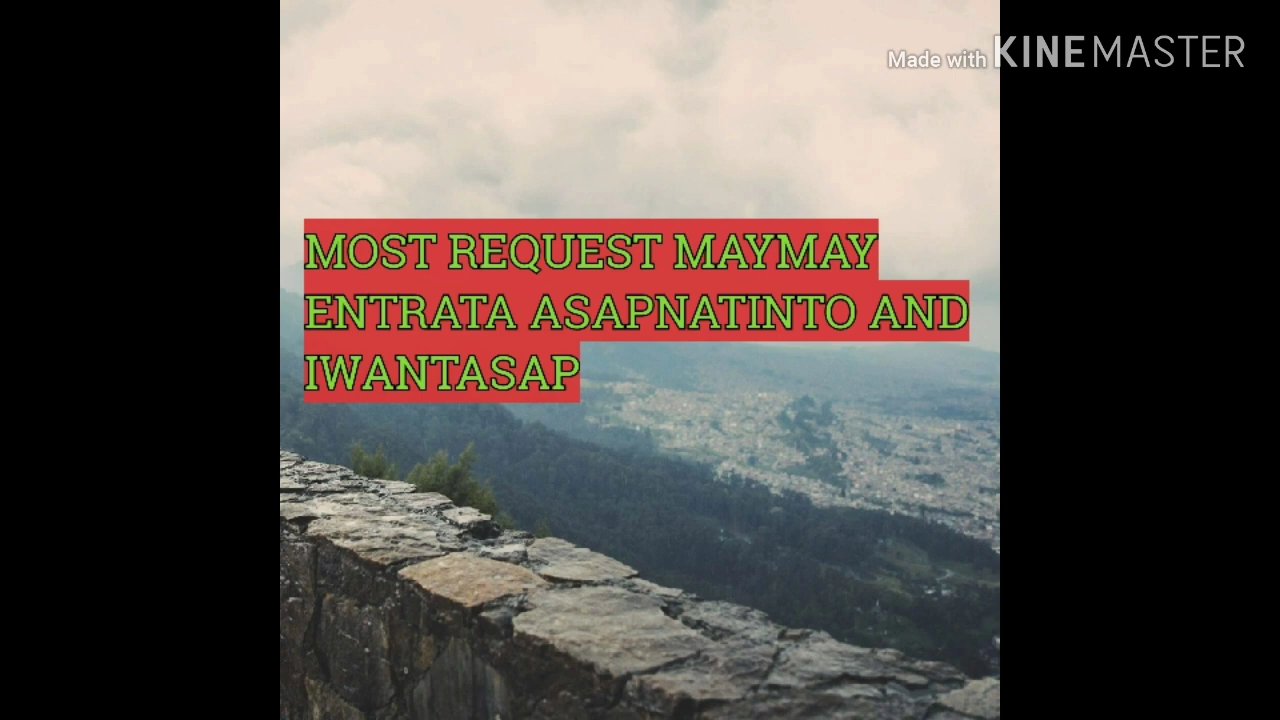 Made with KINEMASTER
MOST REQUEST MAYMAY
ENTRATA ASAPNATINTO AND
IWANTASAP